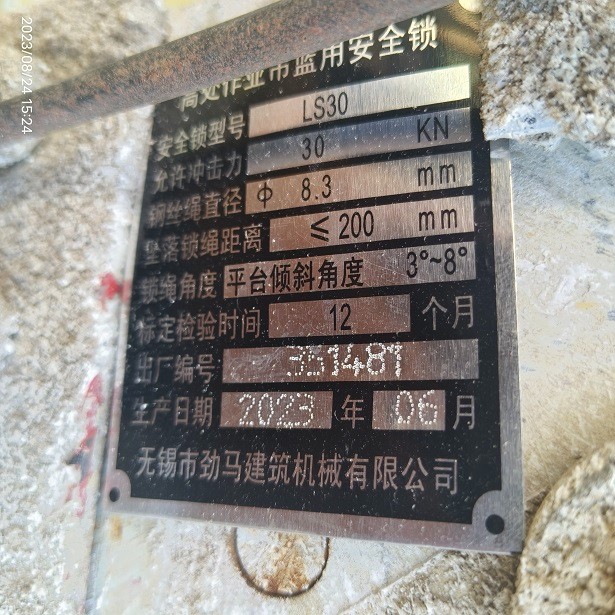 2023/08/24 15:24
高处作业吊篮用安全锁
安全锁型号 LS30
允许冲击力 30 KN
钢丝绳直径 ф 8.3 mm
坠落锁绳距离 ≤200 mm
锁绳角度 平台倾斜角度 3°~8°
标定检验时间 12 个月
出厂编号 351481
生产日期 2023 年 06 月
无锡市劲马建筑机械有限公司